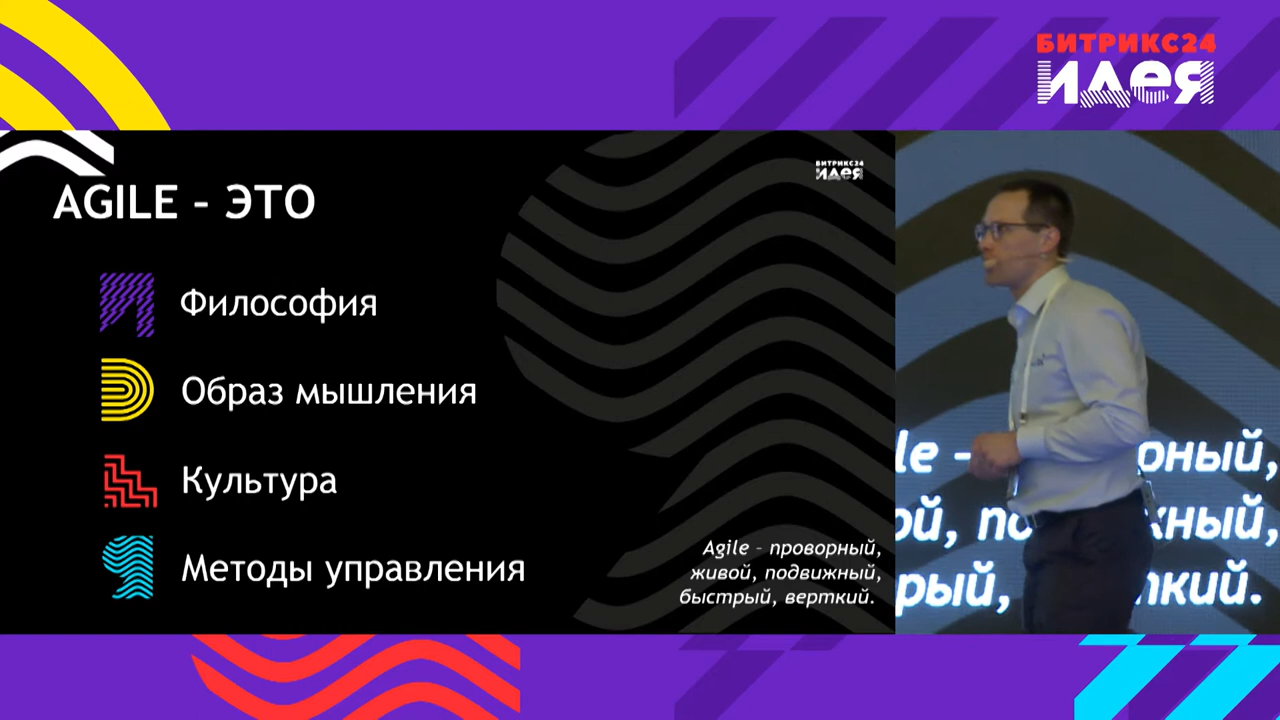 БИТРИКС24
ИДЕЯ
БИТРИКС24
ИДЕЯ
AGILE – ЭТО
Философия
Образ мышления
Культура
Методы управления
Agile – проворный,
живой, подвижный,
быстрый, верткий.